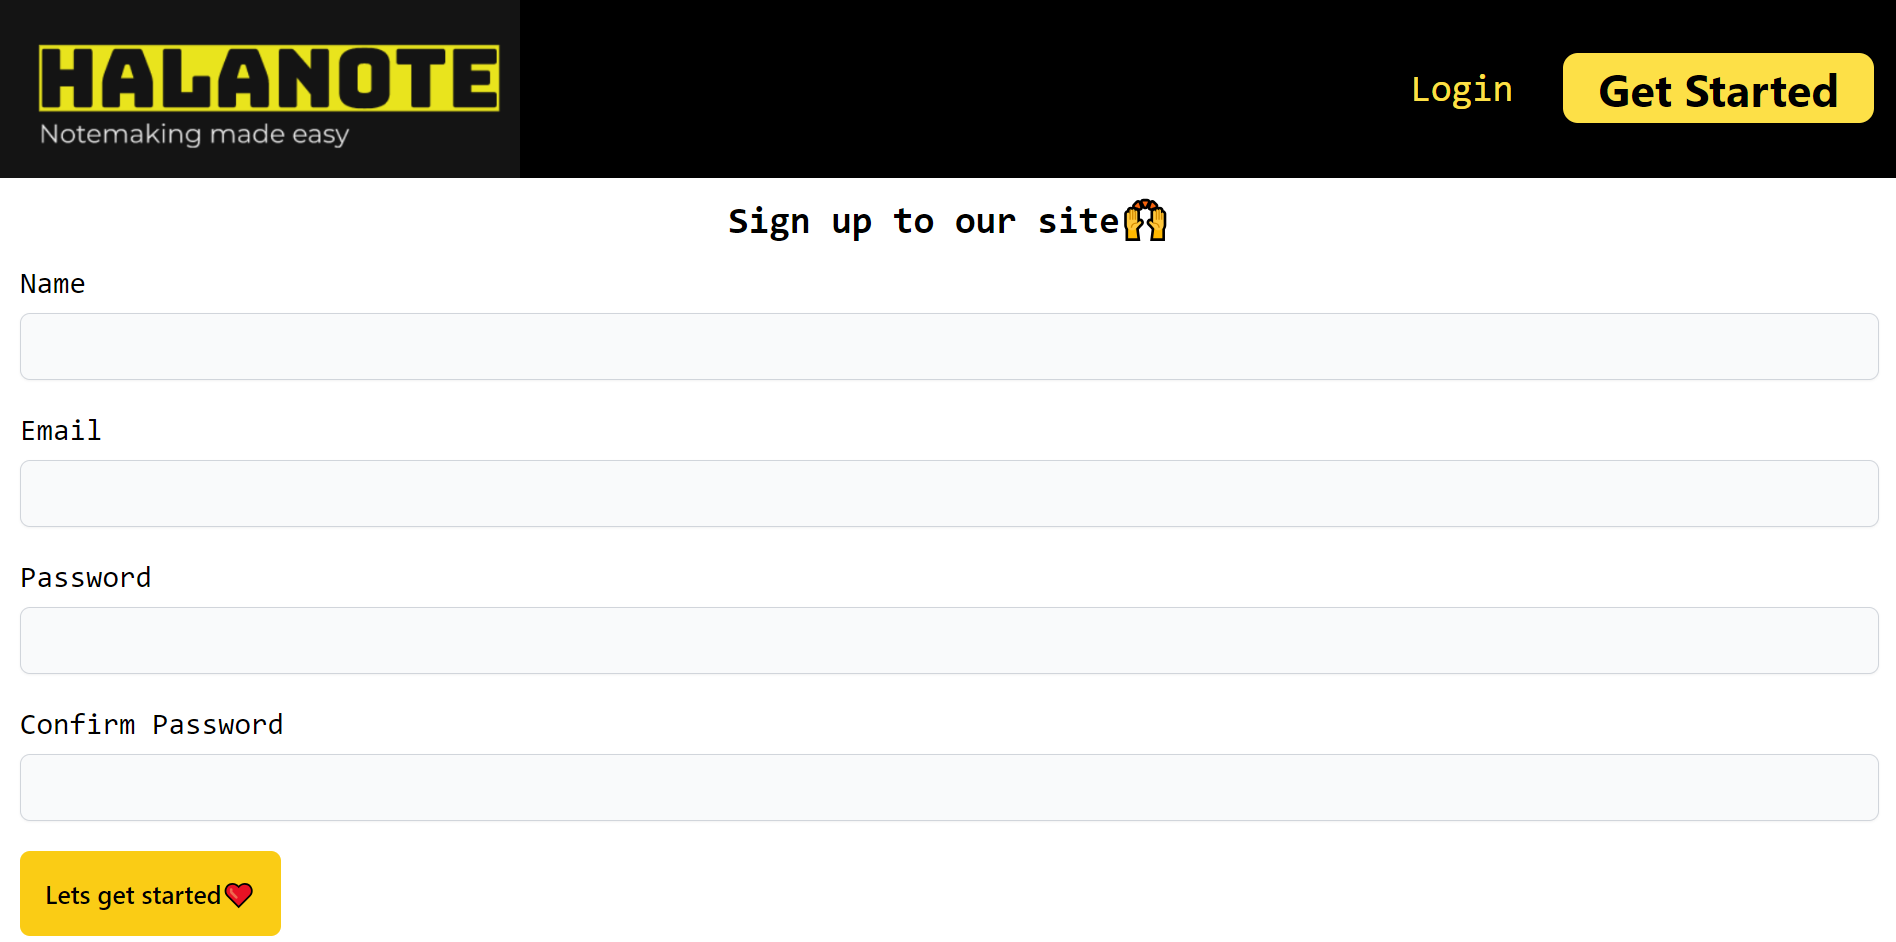 HALANOTE
Notemaking made easy
Login
Get Started
Sign up to our site🙌
Name
Email
Password
Confirm Password
Lets get started❤️